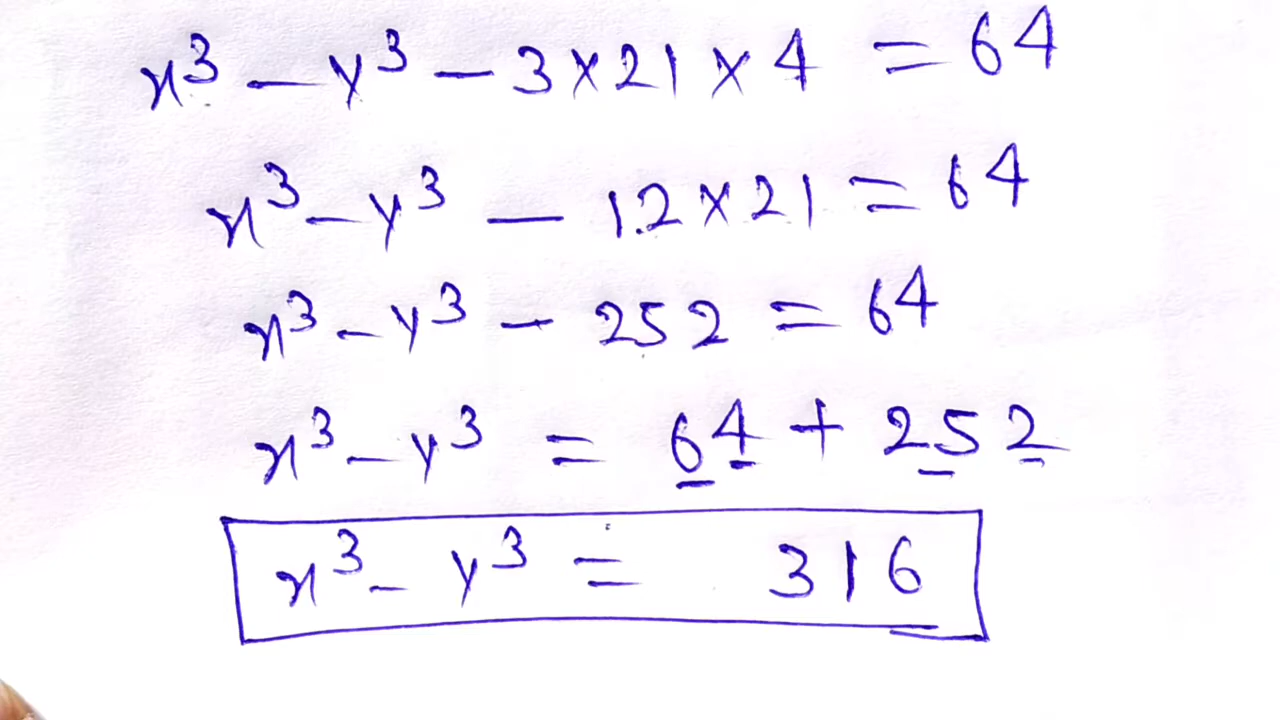 x³ − y³ − 3×21×4 = 64
x³ − y³ − 12×21 = 64
x³ − y³ − 252 = 64
x³ − y³ = 64 + 252
x³ − y³ = 316